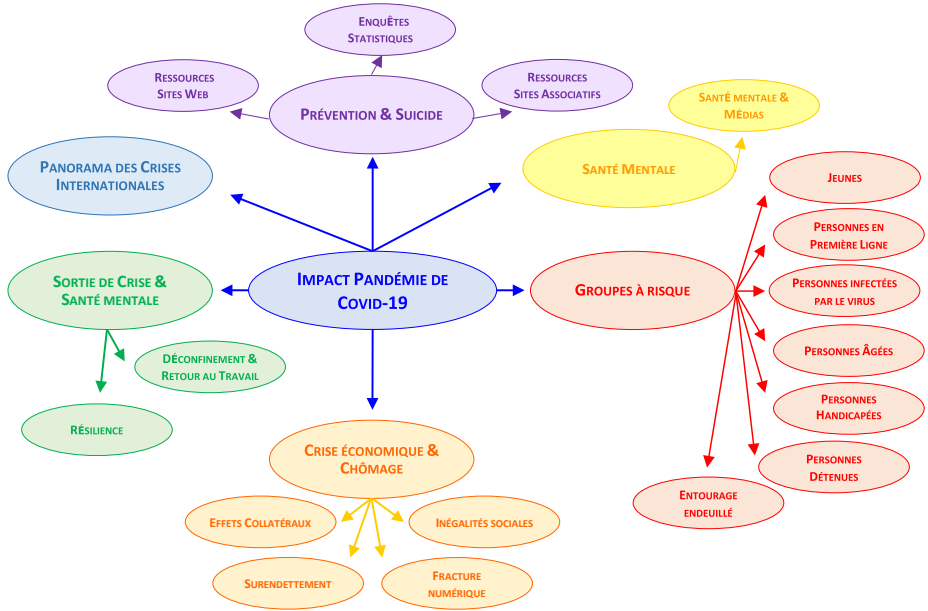 Enquêtes
Statistiques
Ressources
Sites Web
Ressources
Sites Associatifs
Prévention & Suicide
Santé mentale &
Médias
Panorama des Crises
Internationales
Santé Mentale
Jeunes
Personnes en
Première Ligne
Sortie de Crise &
Santé mentale
Impact Pandémie de
Covid-19
Groupes à risque
Personnes infectées
par le virus
Déconfinement &
Retour au Travail
Personnes Âgées
Résilience
Personnes
Handicapées
Crise économique &
Chômage
Personnes
Détenues
Entourage
endeuillé
Effets Collatéraux
Inégalités sociales
Surendettement
Fracture
numérique